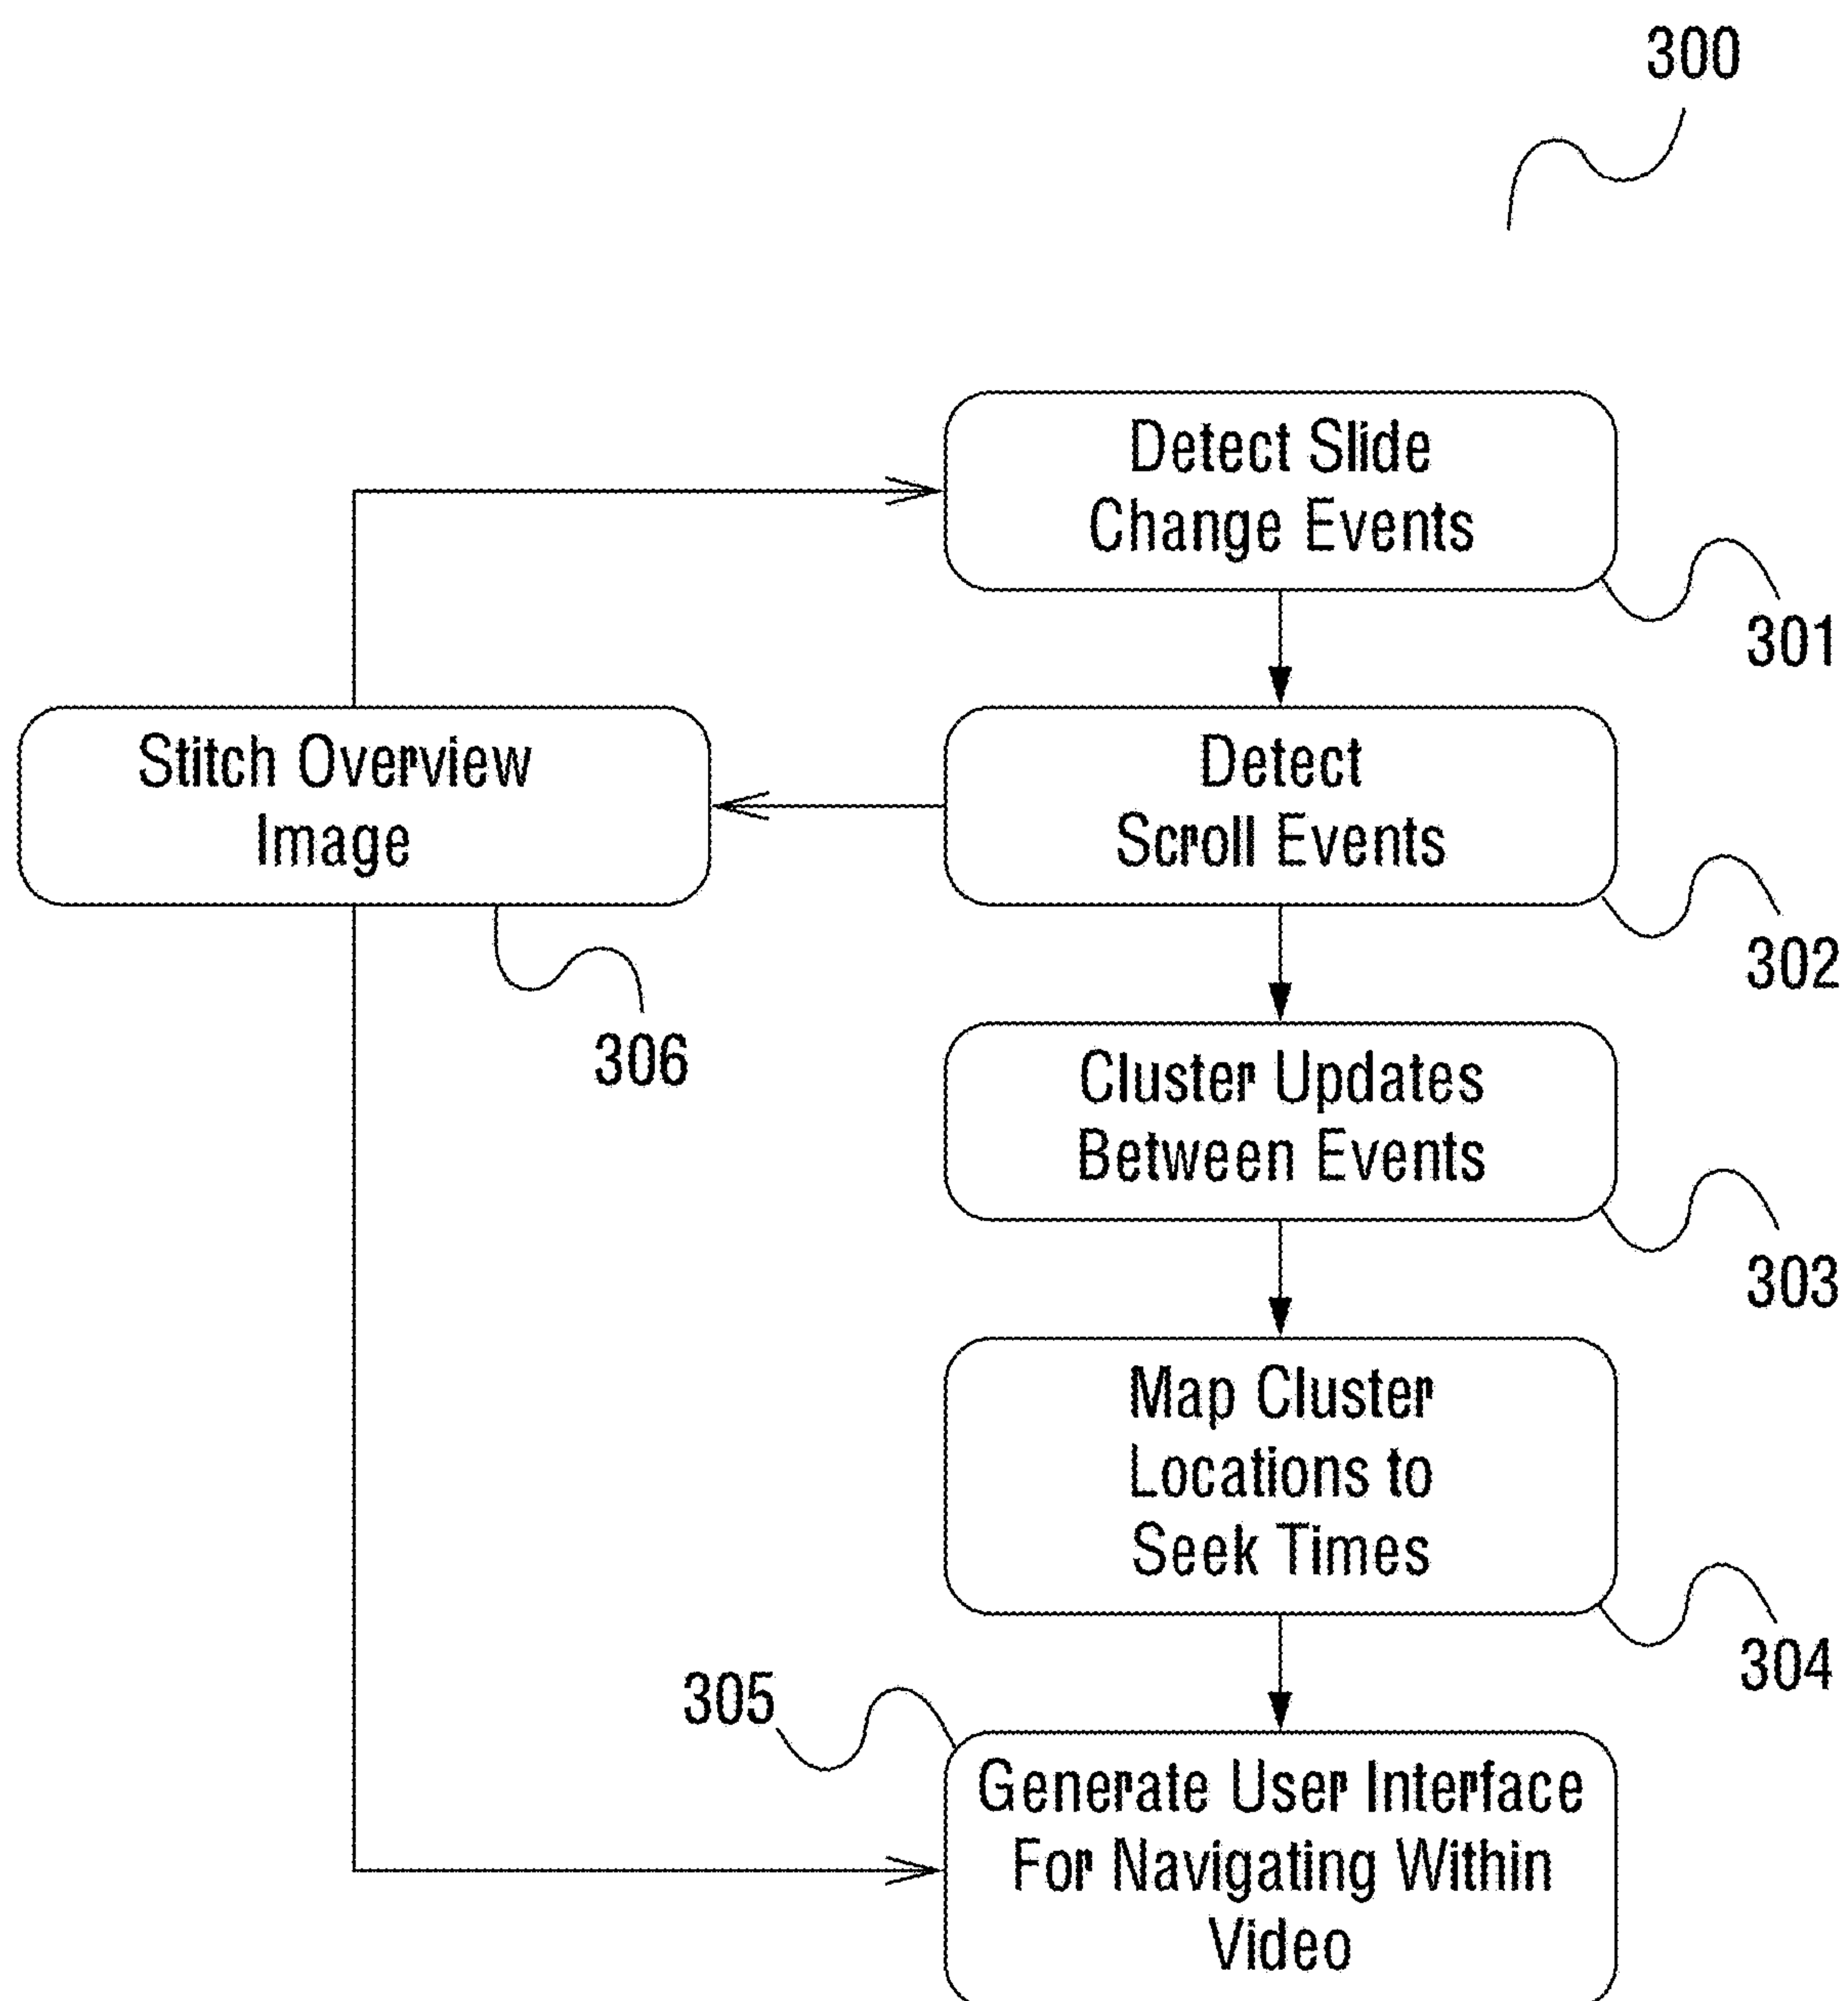 300
Detect Slide
Change Events
301
Stitch Overview
Image
306
Detect
Scroll Events
302
Cluster Updates
Between Events
303
Map Cluster
Locations to
Seek Times
304
305
Generate User Interface
For Navigating Within
Video